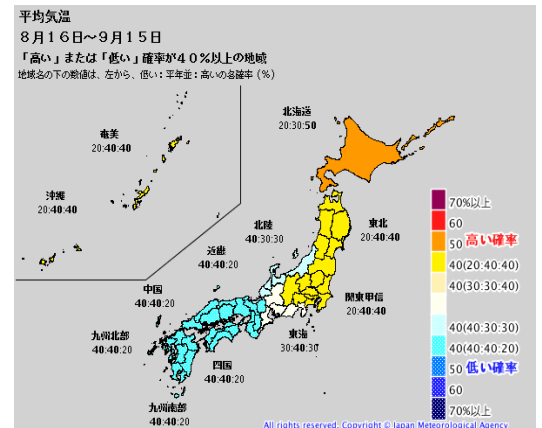 平均気温
8月16日～9月15日
「高い」または「低い」確率が40％以上の地域
地域名の下の数値は、左から、低い：平年並：高いの各確率（％）
北海道
20:30:50
奄美
20:40:40
沖縄
20:40:40
北陸
40:30:30
東北
20:40:40
近畿
40:40:20
中国
40:40:20
関東甲信
20:40:40
九州北部
40:40:20
東海
30:40:30
四国
40:40:20
九州南部
40:40:20
70%以上
60
50 高い確率
40(20:40:40)
40(30:30:40)
40(40:30:30)
40(40:40:20)
50 低い確率
60
70%以上
All rights reserved. Copyright © Japan Meteorological Agency